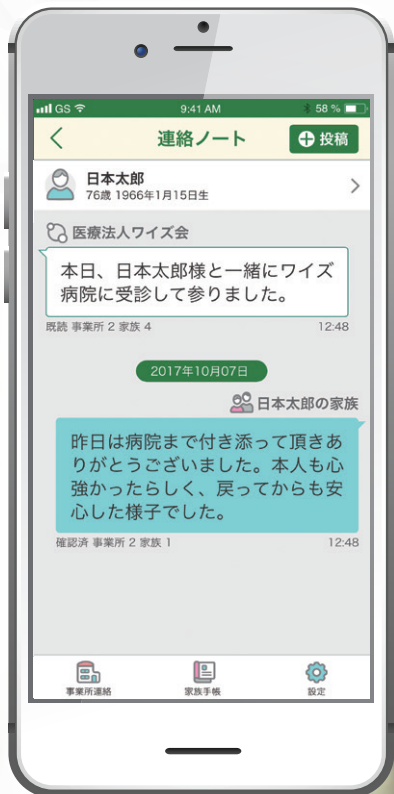 GS 9:41 AM 58 %
連絡ノート 投稿
日本太郎
76歳 1966年1月15日生
医療法人ワイズ会
本日、日本太郎様と一緒にワイズ
病院に受診して参りました。
既読 事業所 2 家族 4 12:48
2017年10月07日
日本太郎の家族
昨日は病院まで付き添って頂きあ
りがとうございました。本人も心
強かったらしく、戻ってからも安
心した様子でした。
確認済 事業所 2 家族 1 12:48
事業所連絡 家族手帳 設定